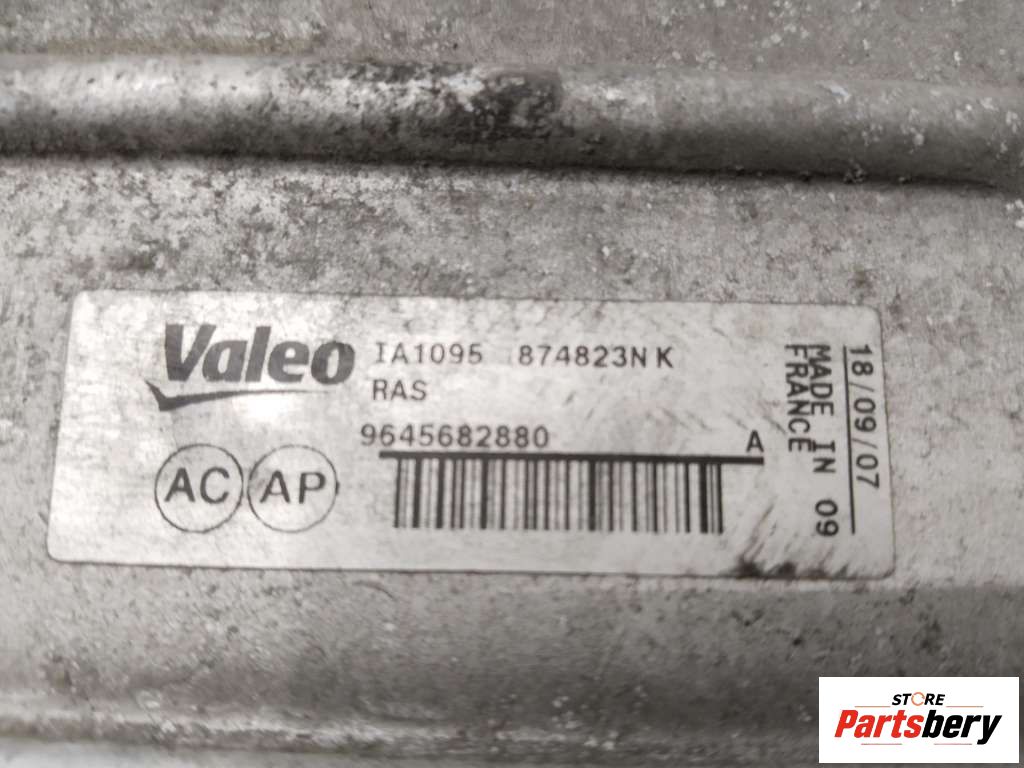 Valeo IA1095 874823N K
RAS
9645682880 A
AC AP
18/09/07
MADE IN 09
FRANCE
STORE
Partsbery